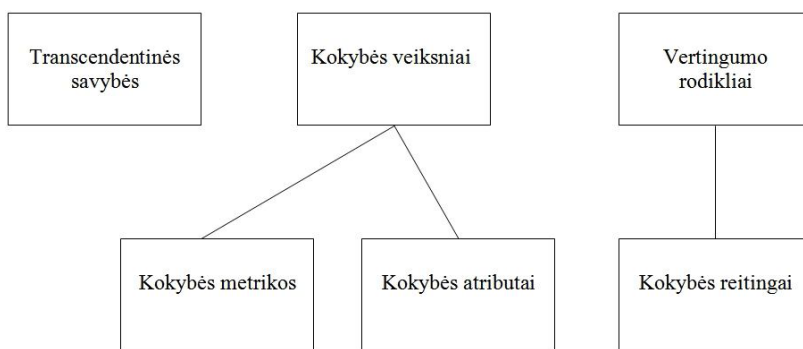 Transcendentinės
savybės
Kokybės veiksniai
Vertingumo
rodikliai
Kokybės metrikos
Kokybės atributai
Kokybės reitingai